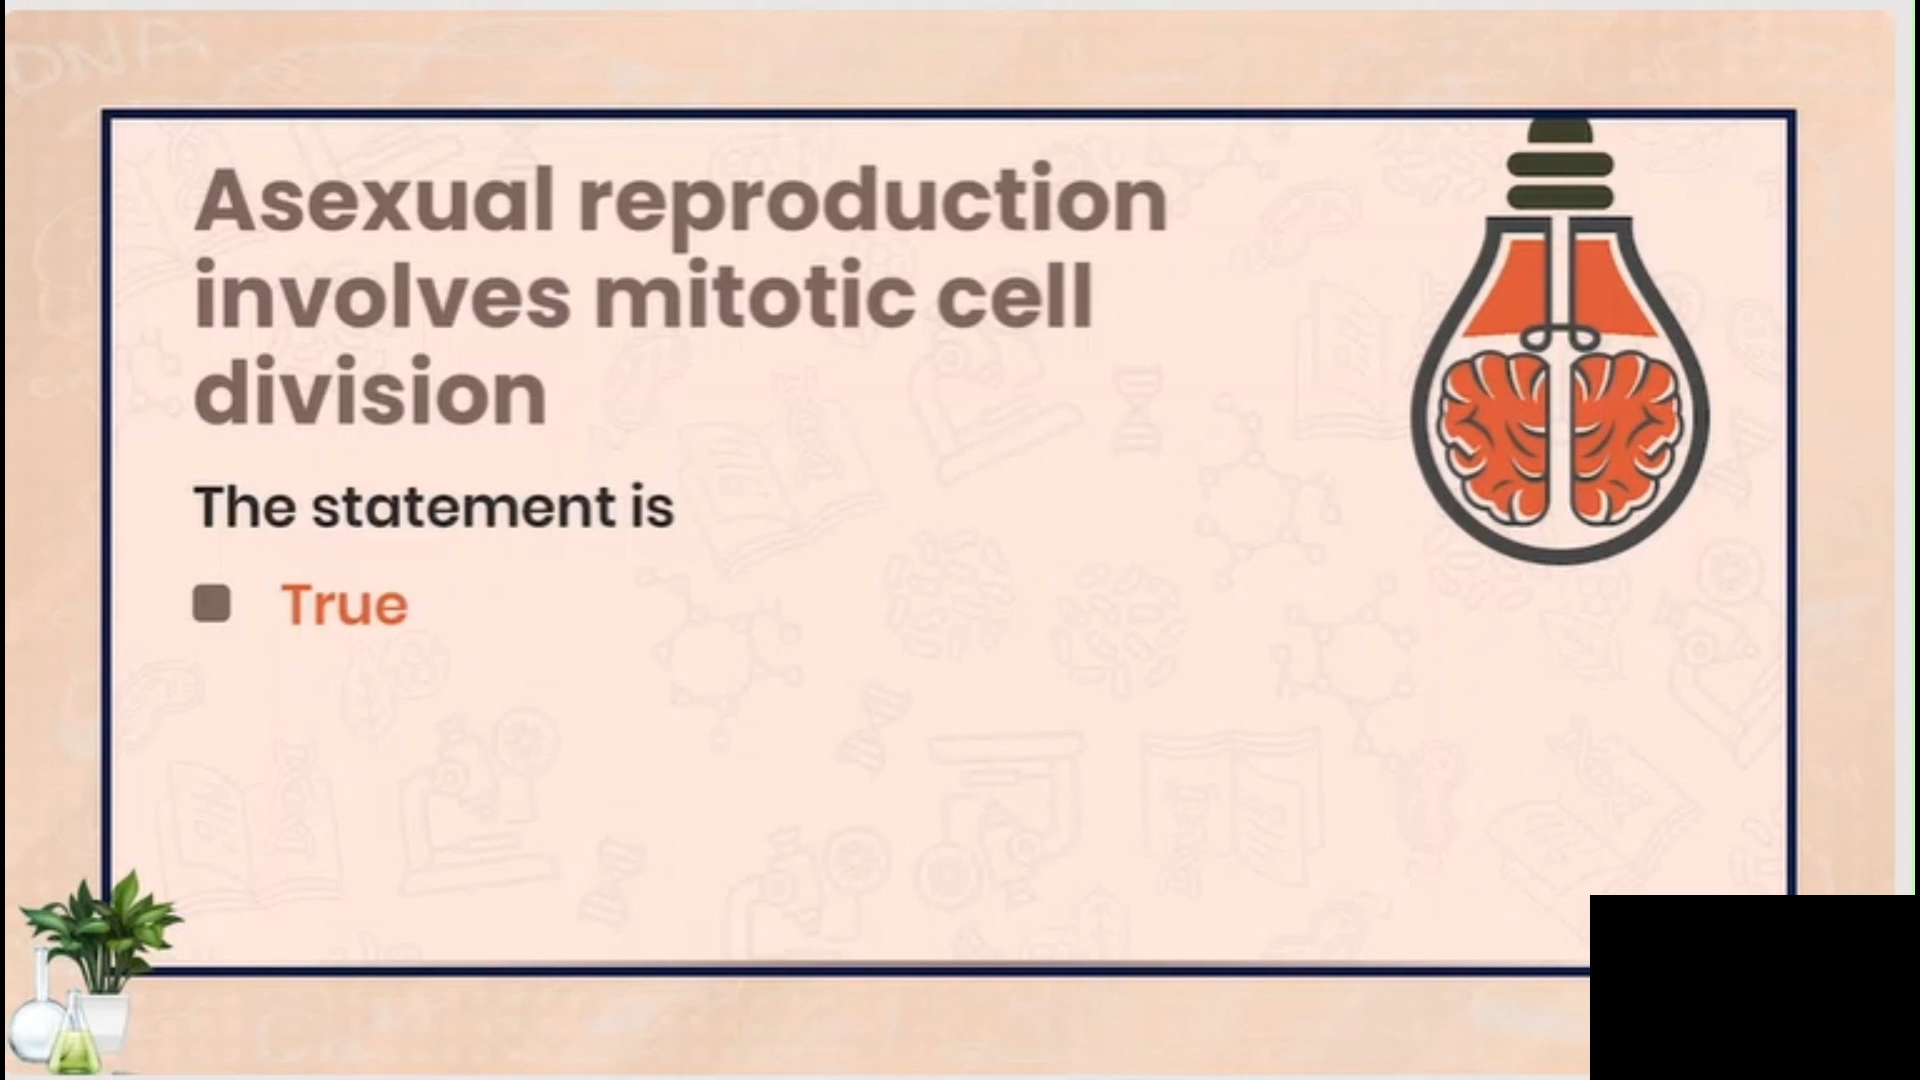 Asexual reproduction
involves mitotic cell
division
The statement is
True